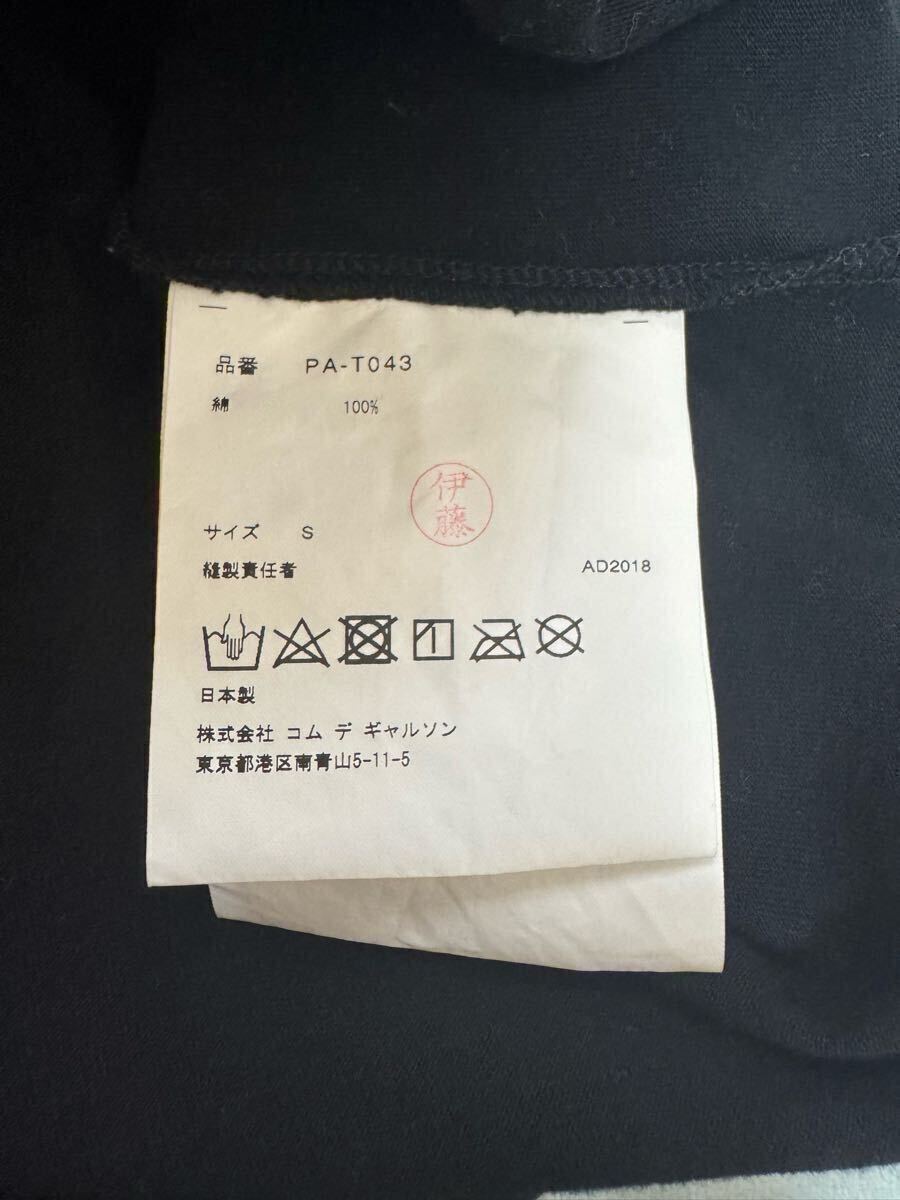 品番 PA-T043
綿 100%
伊藤
サイズ S
縫製責任者 AD2018
日本製
株式会社 コム デ ギャルソン
東京都港区南青山5-11-5